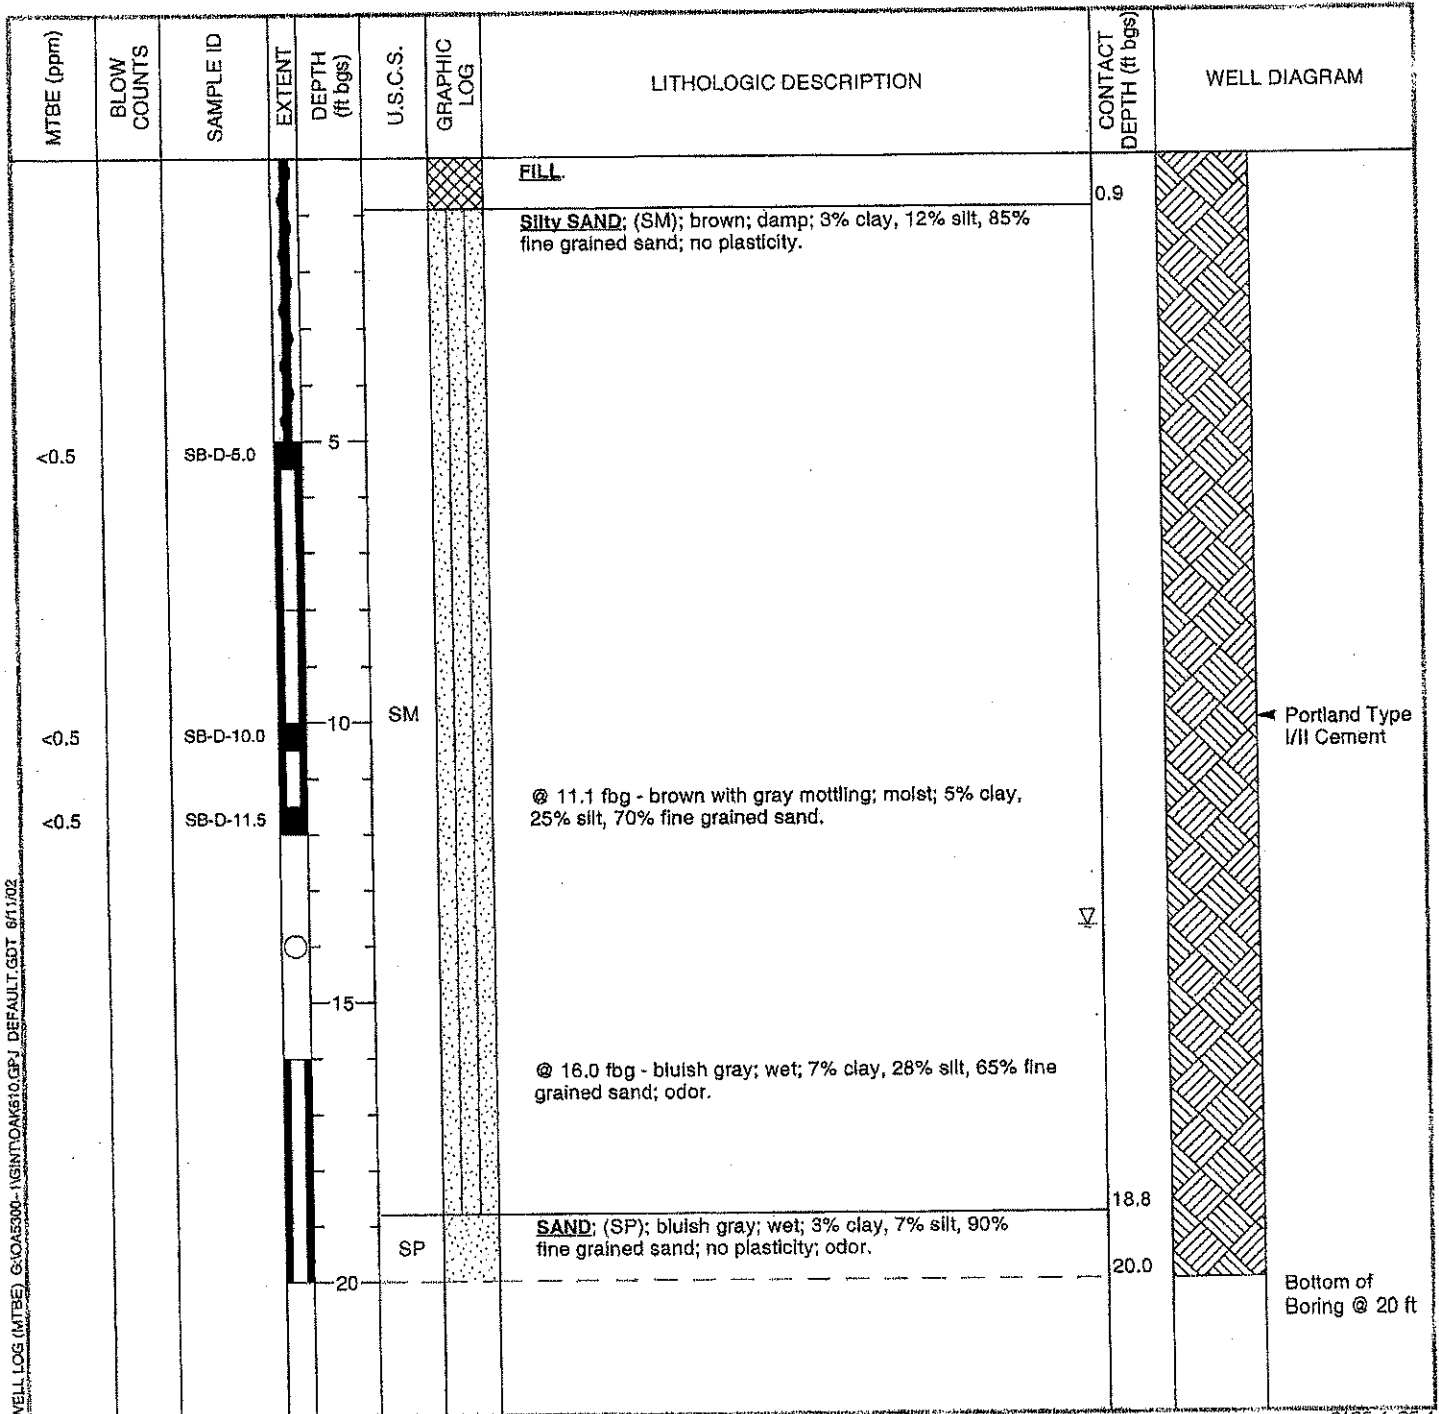 MTBE (ppm)
BLOW
COUNTS
SAMPLE ID
EXTENT
DEPTH
(ft bgs)
U.S.C.S.
GRAPHIC
LOG
LITHOLOGIC DESCRIPTION
CONTACT
DEPTH (ft bgs)
WELL DIAGRAM
FILL.
0.9
Silty SAND; (SM); brown; damp; 3% clay, 12% silt, 85%
fine grained sand; no plasticity.
<0.5
SB-D-5.0
5
<0.5
SB-D-10.0
10
SM
Portland Type
I/II Cement
<0.5
SB-D-11.5
@ 11.1 fbg - brown with gray mottling; moist; 5% clay,
25% silt, 70% fine grained sand.
15
@ 16.0 fbg - bluish gray; wet; 7% clay, 28% silt, 65% fine
grained sand; odor.
18.8
SP
SAND; (SP); bluish gray; wet; 3% clay, 7% silt, 90%
fine grained sand; no plasticity; odor.
20
20.0
Bottom of
Boring @ 20 ft
WELL LOG (MTBE) G:\OA5300~1\GINT\OAK610.GPJ DEFAULT.GDT 6/11/02